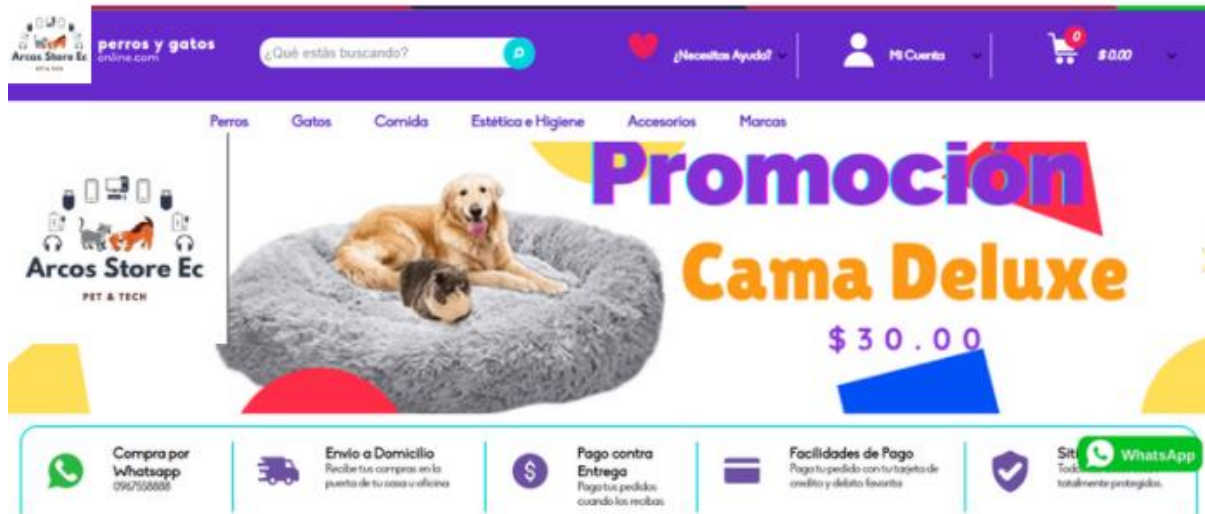 Arcos Store Ec
PET & TECH
perros y gatos
online.com
¿Qué estás buscando?
¿Necesitas Ayuda?
Mi Cuenta
0
$ 0.00
Perros Gatos Comida Estética e Higiene Accesorios Marcas
Arcos Store Ec
PET & TECH
Promoción
Cama Deluxe
$30.00
Compra por
Whatsapp
0967558888
Envío a Domicilio
Recibe tus compras en la
puerta de tu casa u oficina
Pago contra
Entrega
Paga tus pedidos
cuando los recibas
Facilidades de Pago
Paga tu pedido con tu tarjeta de
credito y debito favorita
totalmente protegidos.
WhatsApp